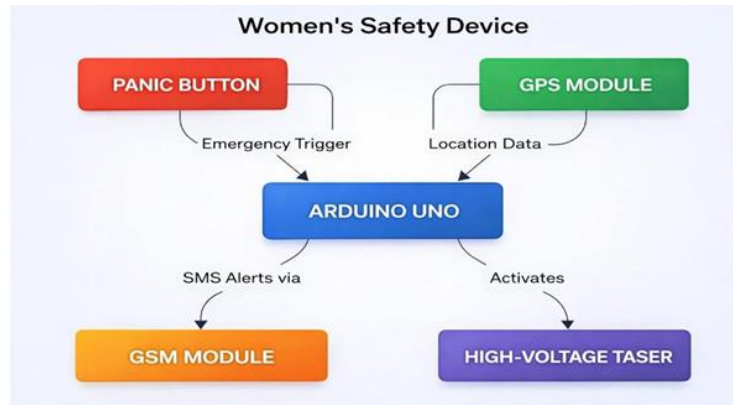 Women's Safety Device
PANIC BUTTON
GPS MODULE
Emergency Trigger
Location Data
ARDUINO UNO
SMS Alerts via
Activates
GSM MODULE
HIGH-VOLTAGE TASER